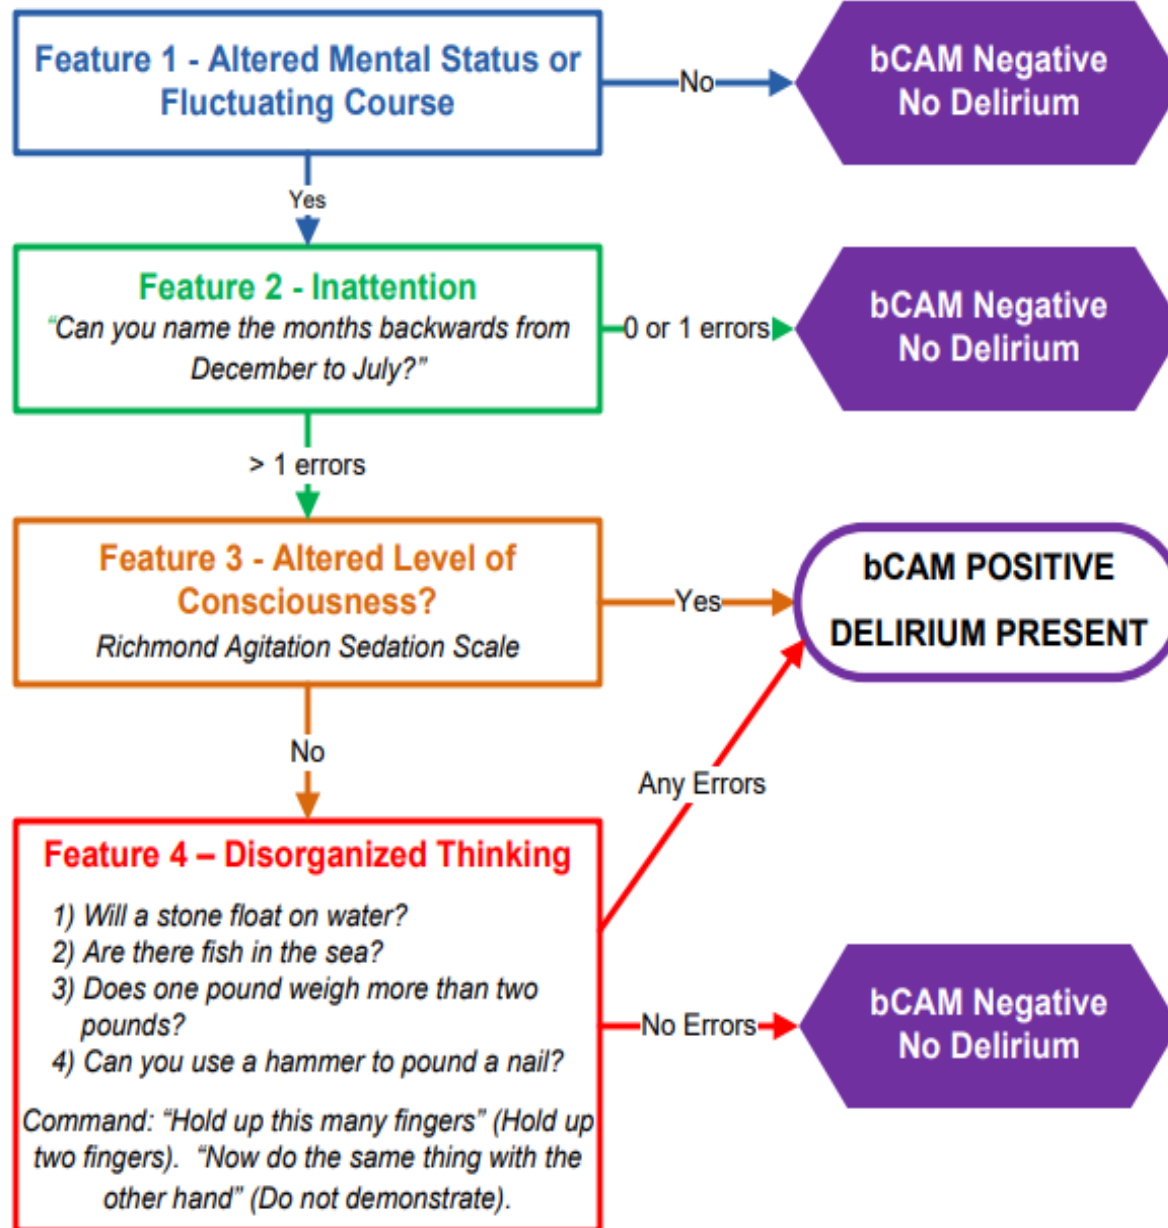 Feature 1 - Altered Mental Status or
Fluctuating Course
No
bCAM Negative
No Delirium
Yes
Feature 2 - Inattention
“Can you name the months backwards from
December to July?”
0 or 1 errors
bCAM Negative
No Delirium
> 1 errors
Feature 3 - Altered Level of
Consciousness?
Richmond Agitation Sedation Scale
Yes
bCAM POSITIVE
DELIRIUM PRESENT
No
Any Errors
Feature 4 – Disorganized Thinking
1) Will a stone float on water?
2) Are there fish in the sea?
3) Does one pound weigh more than two
pounds?
4) Can you use a hammer to pound a nail?
Command: “Hold up this many fingers” (Hold up
two fingers). “Now do the same thing with the
other hand” (Do not demonstrate).
No Errors
bCAM Negative
No Delirium